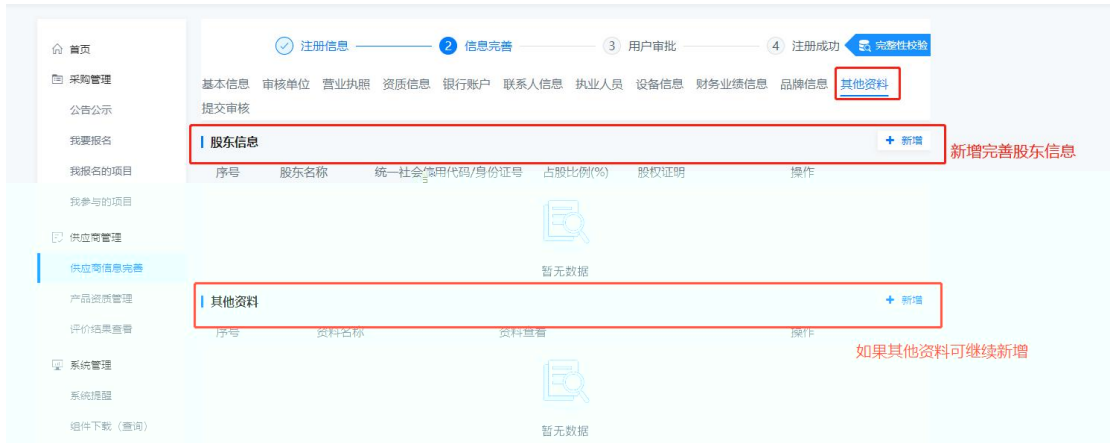 首页
采购管理
公告公示
我要报名
我报名的项目
我参与的项目
供应商管理
供应商信息完善
产品资质管理
评价结果查看
系统管理
系统提醒
组件下载（查询）
注册信息 2 信息完善 3 用户审批 4 注册成功 完整性校验
基本信息 审核单位 营业执照 资质信息 银行账户 联系人信息 执业人员 设备信息 财务业绩信息 品牌信息 其他资料
提交审核
股东信息 + 新增
新增完善股东信息
序号 股东名称 统一社会信用代码/身份证号 占股比例(%) 股权证明 操作
暂无数据
其他资料 + 新增
序号 资料名称 资料查看 操作
如果其他资料可继续新增
暂无数据